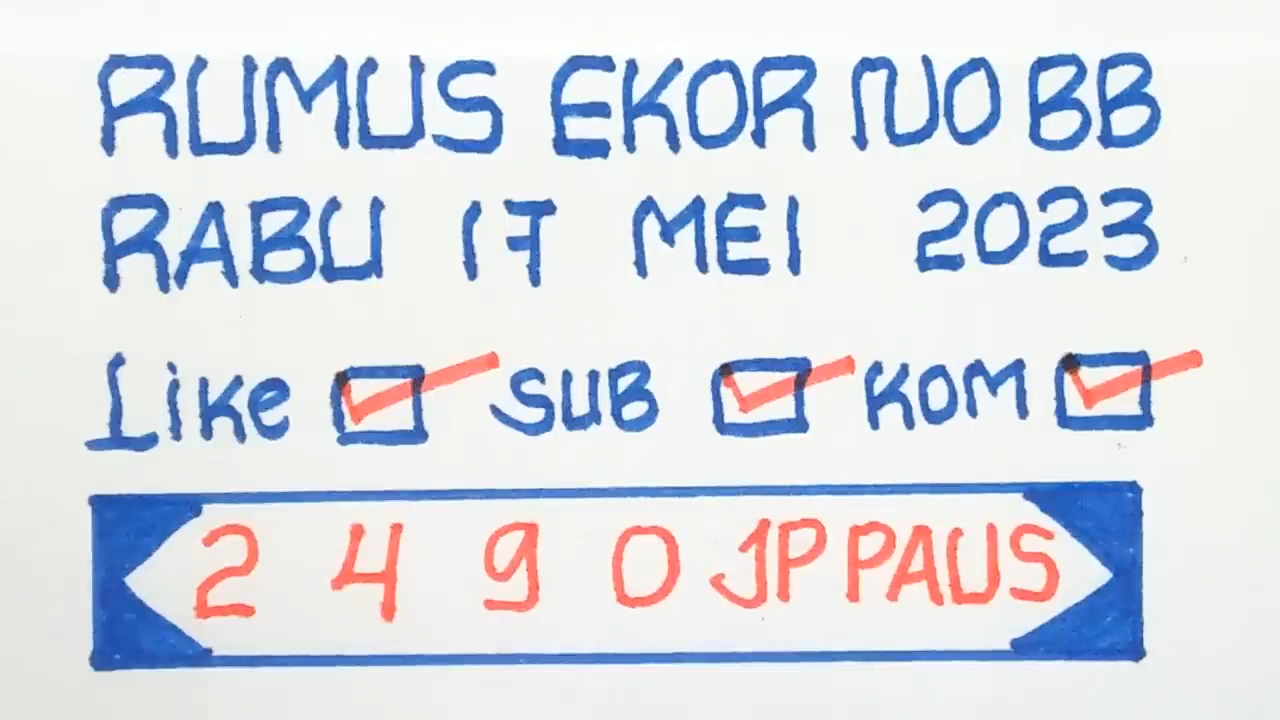 RUMUS EKOR NO BB
RABU 17 MEI 2023
Like SUB KOM
2 4 9 0 JP PAUS